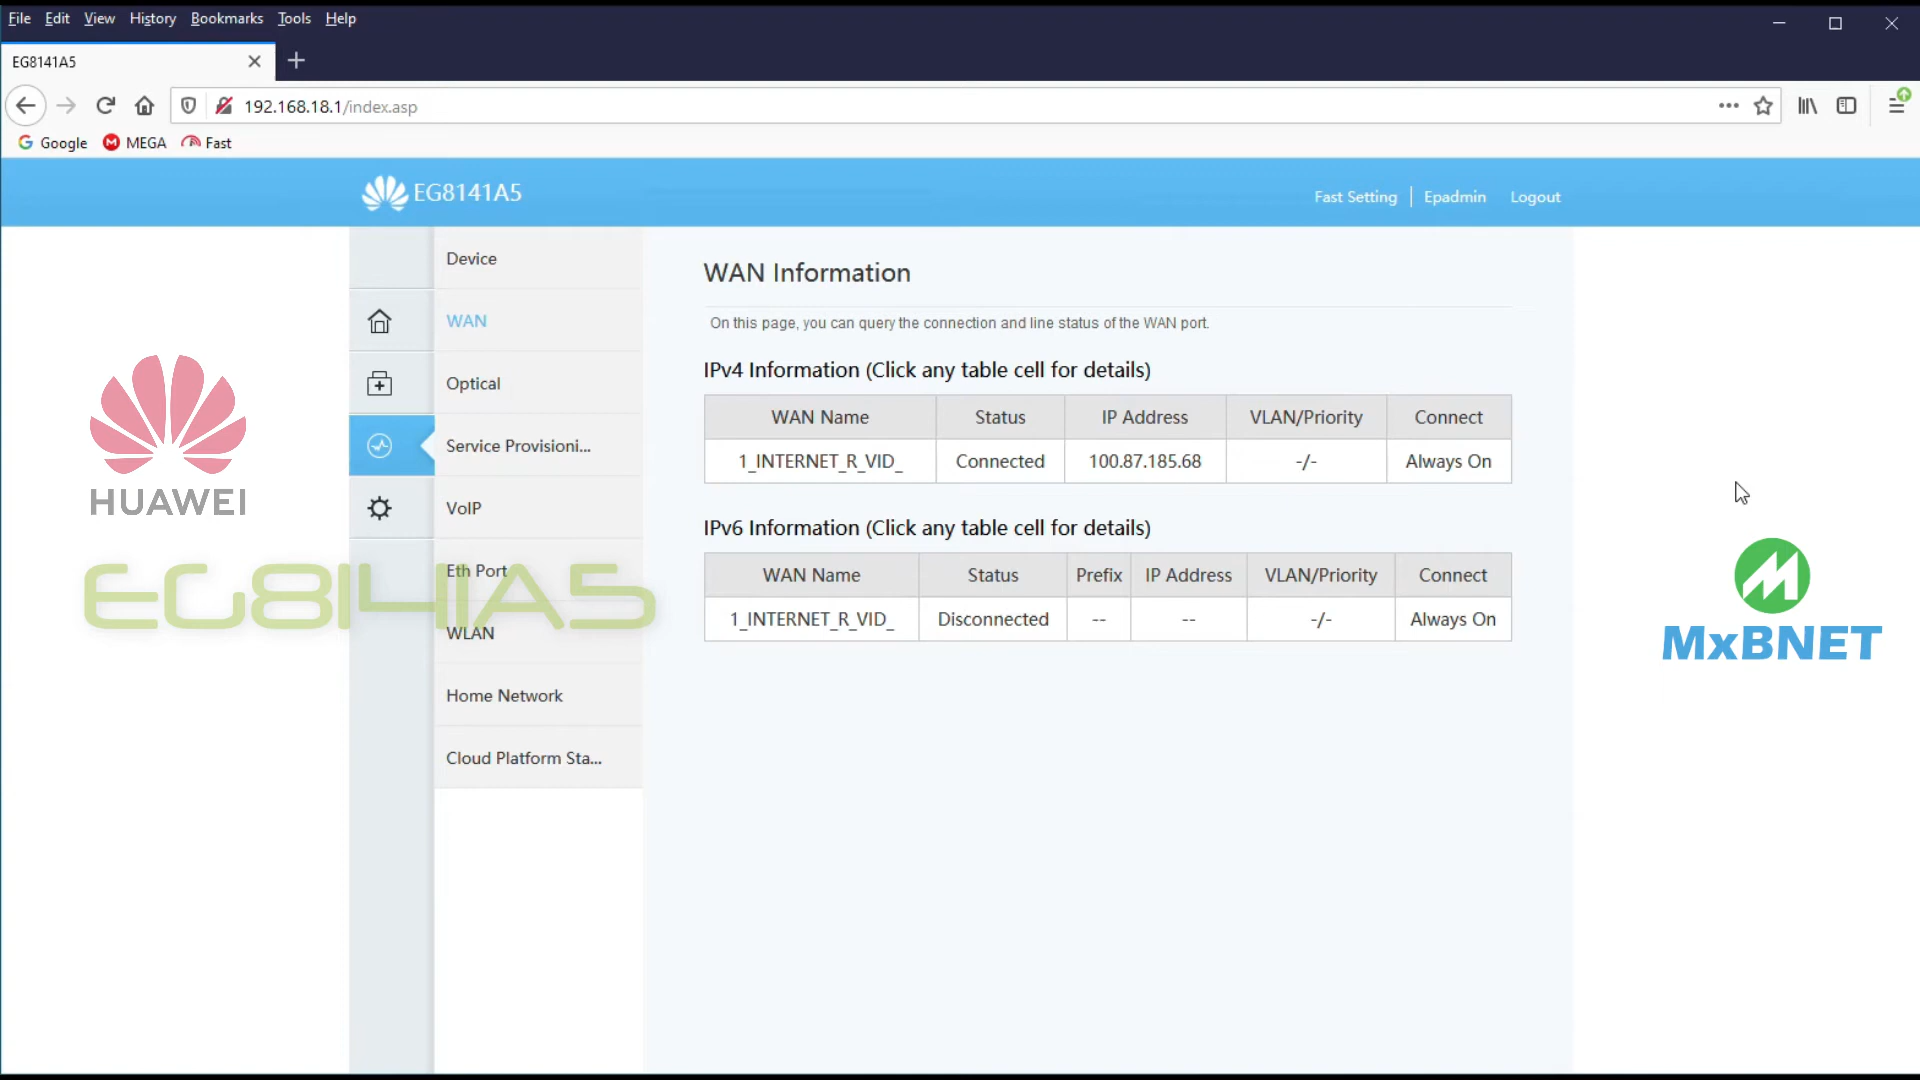 File Edit View History Bookmarks Tools Help
EG8141A5
192.168.18.1/index.asp
Google MEGA Fast
EG8141A5
Fast Setting Epadmin Logout
Device
WAN
Optical
Service Provisioni...
VoIP
Eth Port
WLAN
Home Network
Cloud Platform Sta...
WAN Information
On this page, you can query the connection and line status of the WAN port.
IPv4 Information (Click any table cell for details)
WAN Name Status IP Address VLAN/Priority Connect
1_INTERNET_R_VID_ Connected 100.87.185.68 -/- Always On
IPv6 Information (Click any table cell for details)
WAN Name Status Prefix IP Address VLAN/Priority Connect
1_INTERNET_R_VID_ Disconnected -- -- -/- Always On
HUAWEI
EG8141A5
MxBNET